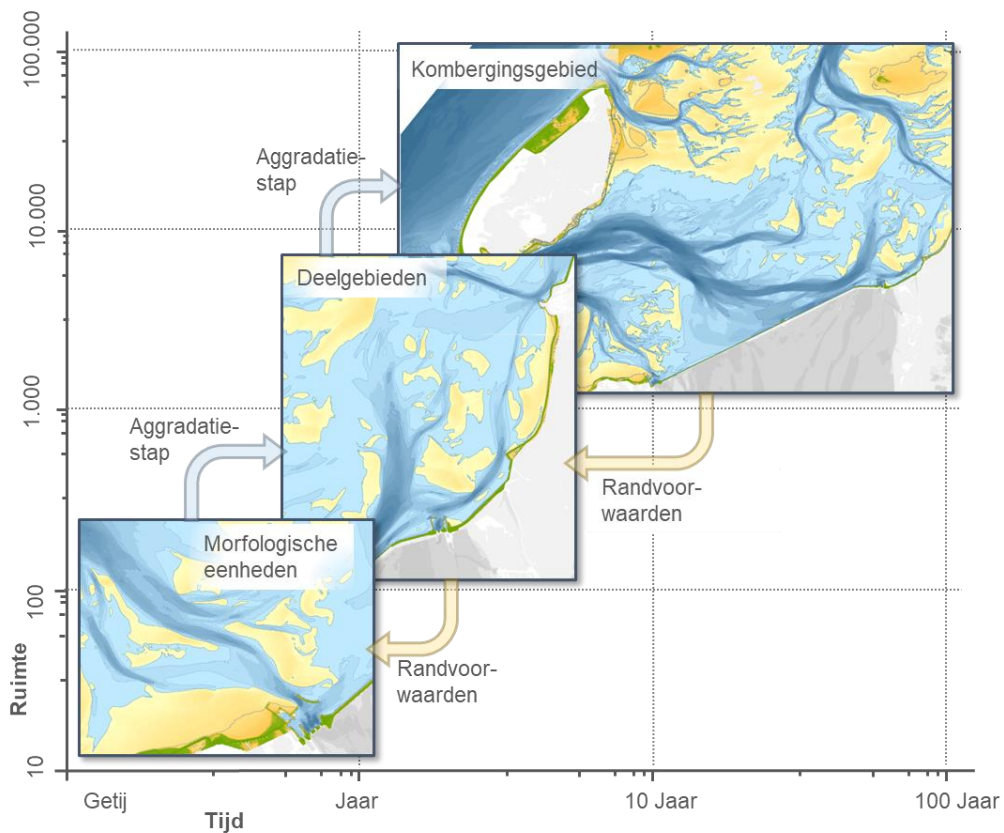 100.000
Kombergingsgebied
Aggradatie-
stap
10.000
Deelgebieden
1.000
Aggradatie-
stap
Randvoor-
waarden
Morfologische
eenheden
100
Randvoor-
waarden
Ruimte
10
Getij
Jaar
10 Jaar
100 Jaar
Tijd